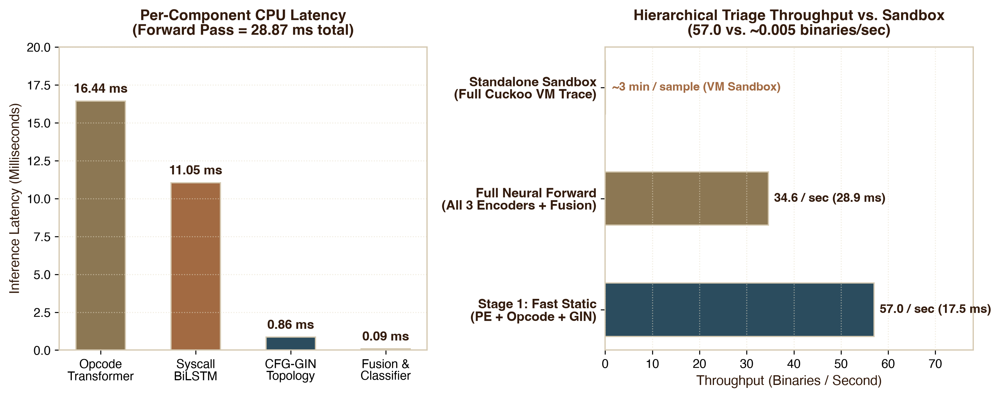 Per-Component CPU Latency
(Forward Pass = 28.87 ms total)
Inference Latency (Milliseconds)
20.0
17.5
15.0
12.5
10.0
7.5
5.0
2.5
0.0
16.44 ms
11.05 ms
0.86 ms
0.09 ms
Opcode
Transformer
Syscall
BiLSTM
CFG-GIN
Topology
Fusion &
Classifier
Hierarchical Triage Throughput vs. Sandbox
(57.0 vs. ~0.005 binaries/sec)
Standalone Sandbox
(Full Cuckoo VM Trace)
~3 min / sample (VM Sandbox)
Full Neural Forward
(All 3 Encoders + Fusion)
34.6 / sec (28.9 ms)
Stage 1: Fast Static
(PE + Opcode + GIN)
57.0 / sec (17.5 ms)
0
10
20
30
40
50
60
70
Throughput (Binaries / Second)